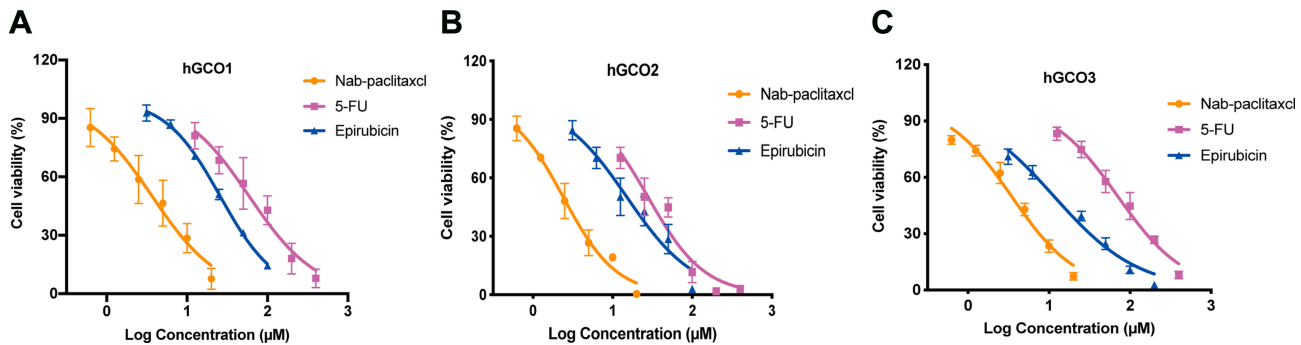 A
hGCO1
Cell viability (%)
120
90
60
30
0
0
1
2
3
Log Concentration (µM)
Nab-paclitaxcl
5-FU
Epirubicin
B
hGCO2
Cell viability (%)
120
90
60
30
0
0
1
2
3
Log Concentration (µM)
Nab-paclitaxcl
5-FU
Epirubicin
C
hGCO3
Cell viability (%)
120
90
60
30
0
0
1
2
3
Log Concentration (µM)
Nab-paclitaxcl
5-FU
Epirubicin